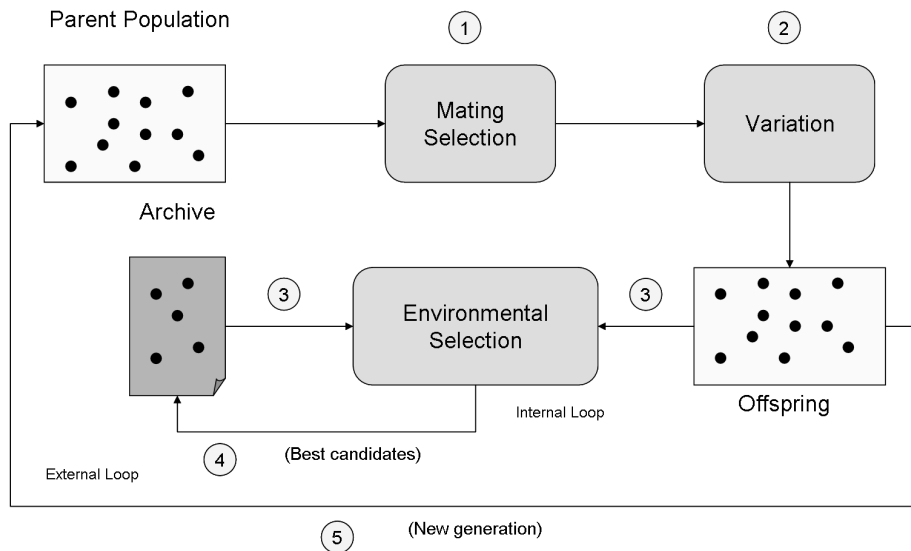 Parent Population
1
2
Mating
Selection
Variation
Archive
3
Environmental
Selection
3
Internal Loop
Offspring
4
(Best candidates)
External Loop
5
(New generation)